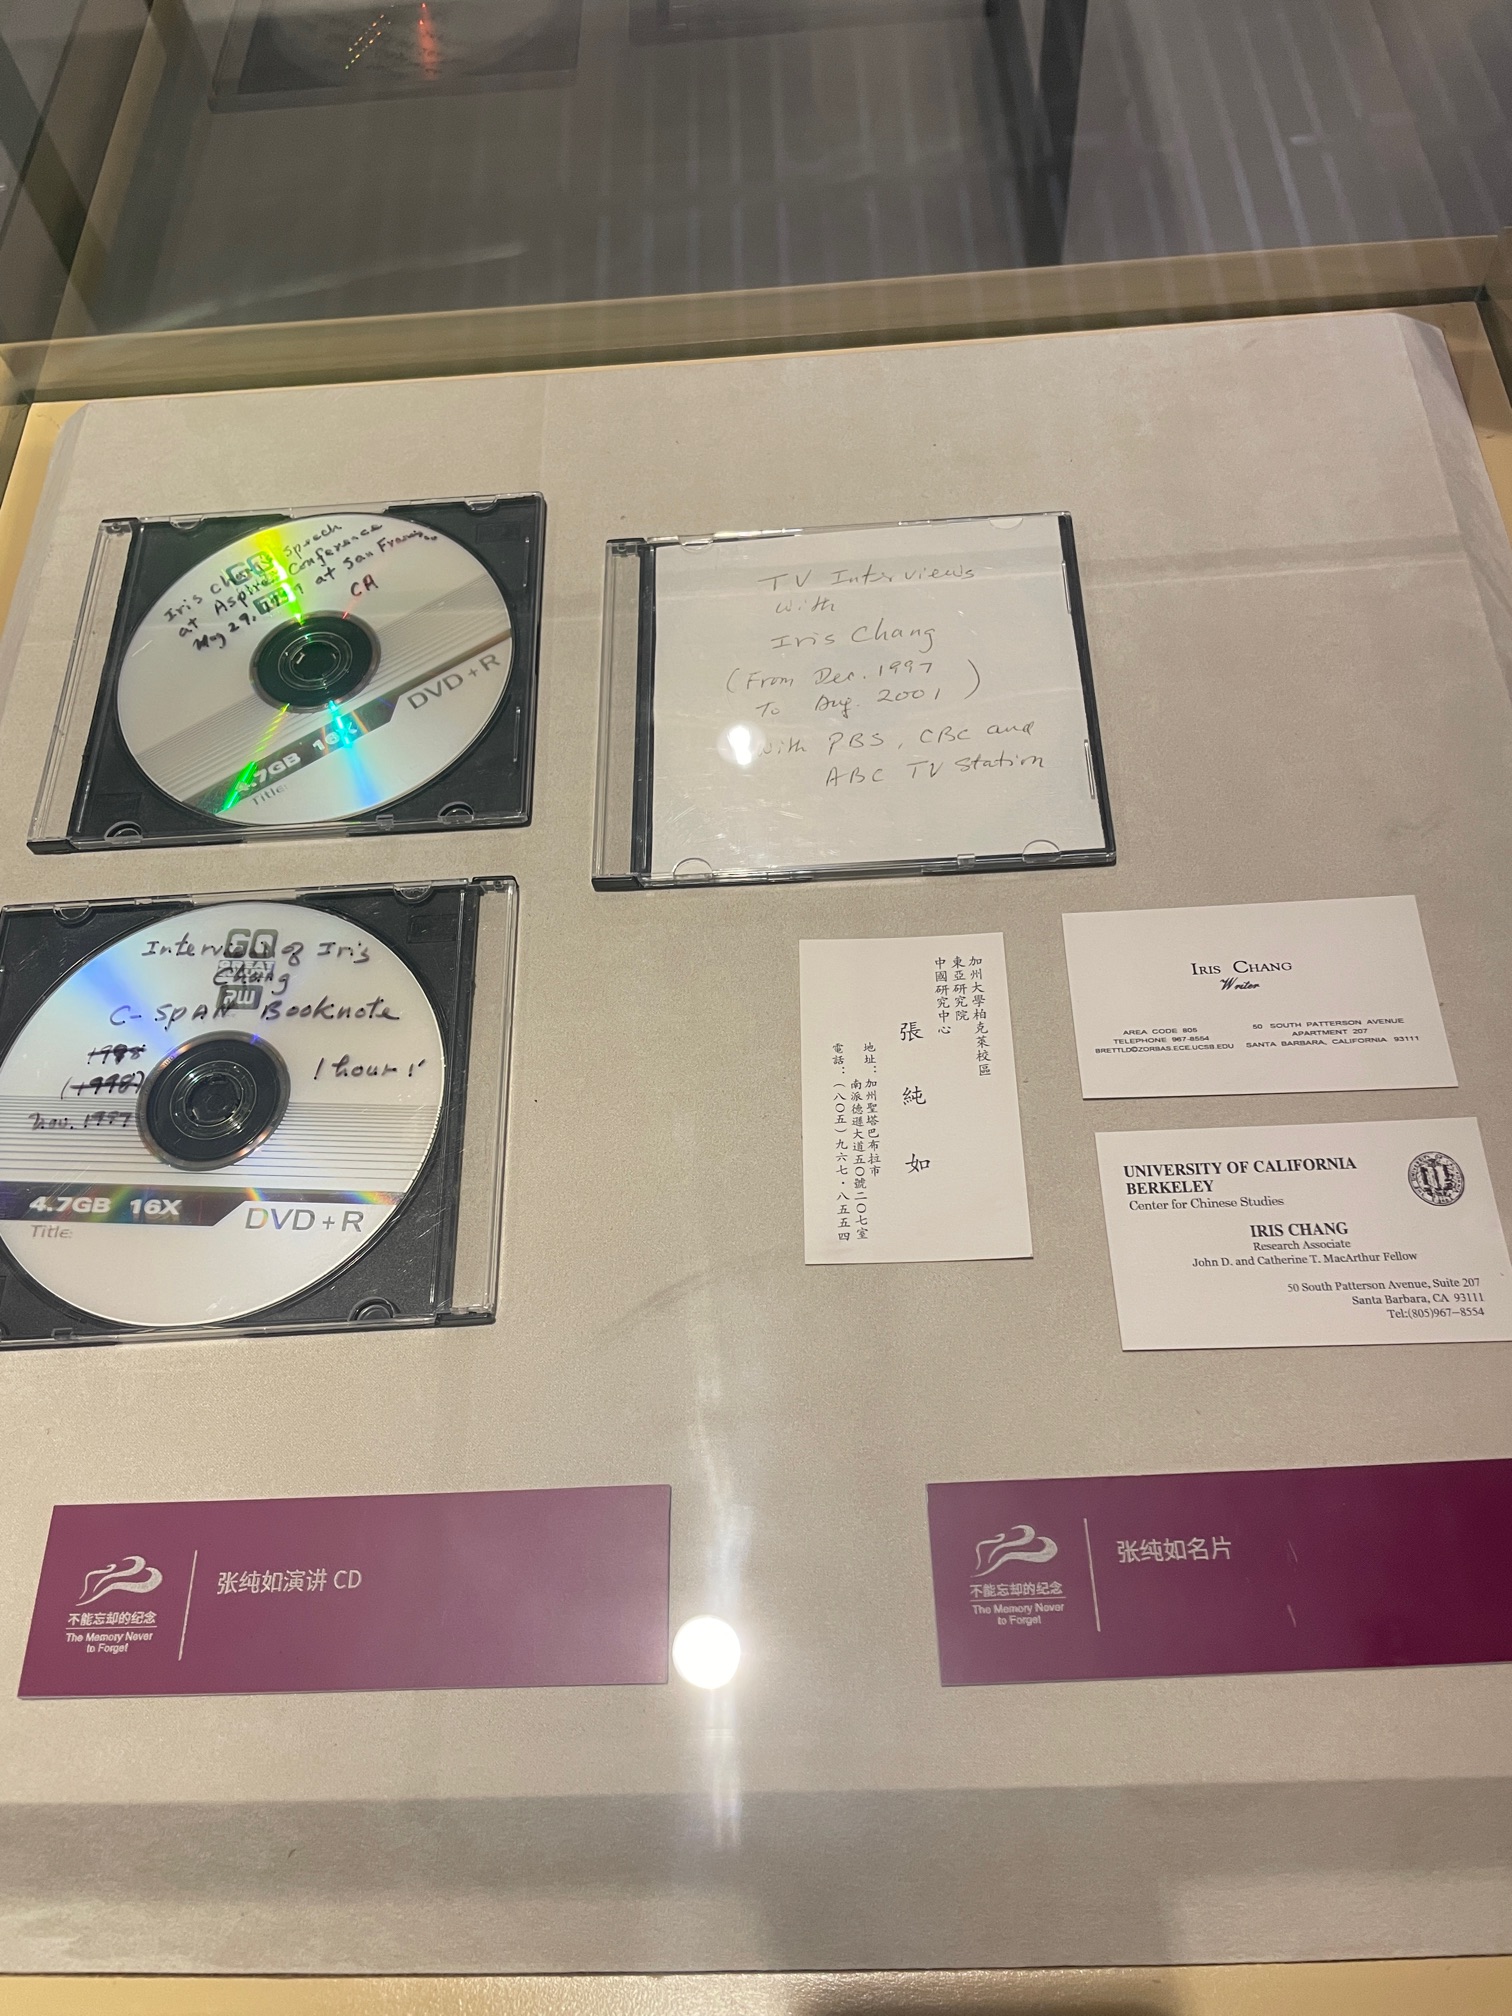 Iris Chang's Speech
at Aspire Conference
May 29, at San Francisco
CA
DVD+R
4.7GB 16X
Title:
TV Interviews
with
Iris Chang
(From Dec. 1997
To Aug. 2001)
with PBS, CBC and
ABC TV Station
Interview of Iris
Chang
C-SPAN Booknote
1998
(1998)
Nov. 1997
1 hour
4.7GB 16X
DVD+R
Title:
加州大學柏克萊校區
東亞研究院
中國研究中心
張純如
地址：加州聖塔巴布拉市
南派德遜大道五〇號二〇七室
電話：（八〇五）九六七·八五五四
IRIS CHANG
Writer
AREA CODE 805
TELEPHONE 967-8554
BRETTLD@ZORBAS.ECE.UCSB.EDU
50 SOUTH PATTERSON AVENUE
APARTMENT 207
SANTA BARBARA, CALIFORNIA 93111
UNIVERSITY OF CALIFORNIA
BERKELEY
Center for Chinese Studies
IRIS CHANG
Research Associate
John D. and Catherine T. MacArthur Fellow
50 South Patterson Avenue, Suite 207
Santa Barbara, CA 93111
Tel:(805)967-8554
不能忘却的纪念
The Memory Never
to Forget
张纯如演讲 CD
不能忘却的纪念
The Memory Never
to Forget
张纯如名片